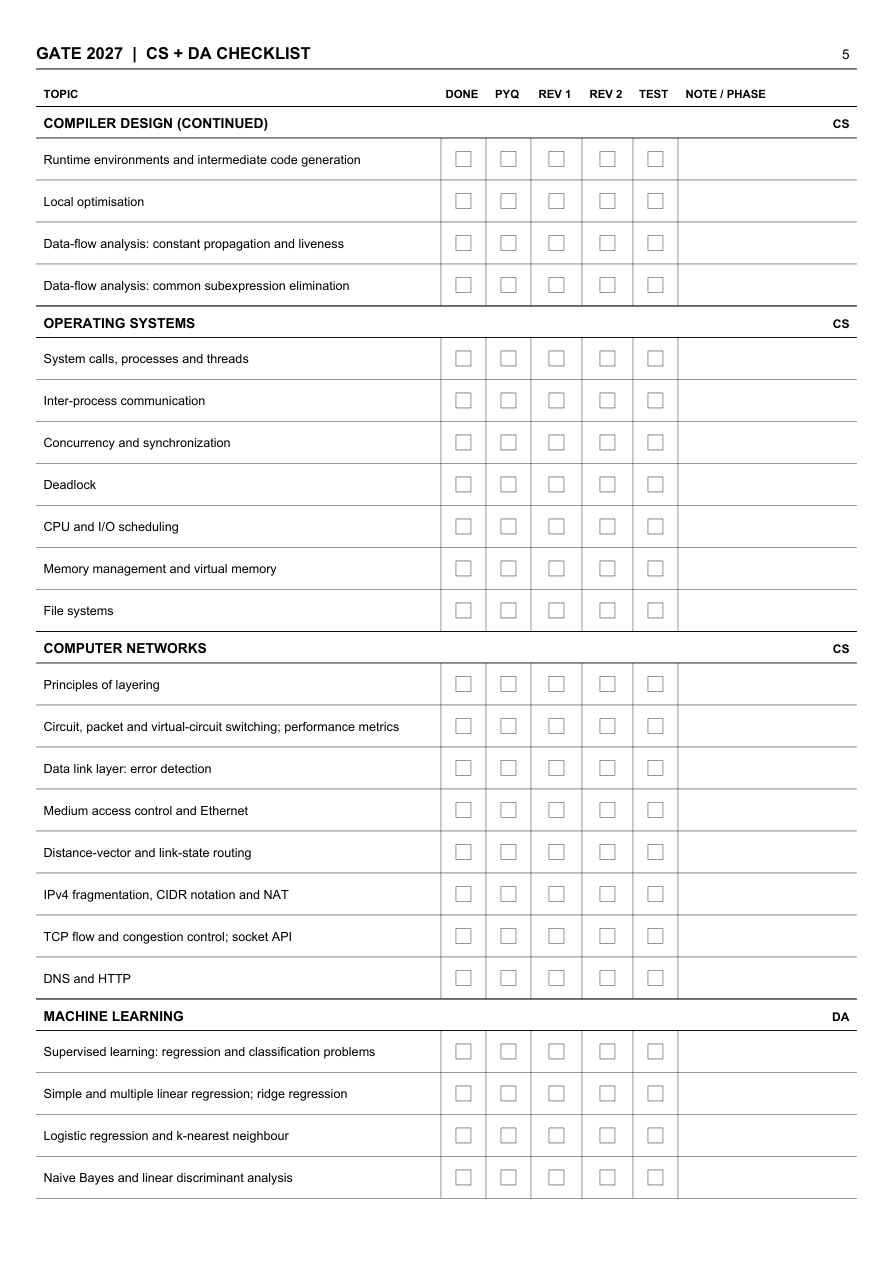 GATE 2027 | CS + DA CHECKLIST 5
TOPIC DONE PYQ REV 1 REV 2 TEST NOTE / PHASE
COMPILER DESIGN (CONTINUED) CS
Runtime environments and intermediate code generation
Local optimisation
Data-flow analysis: constant propagation and liveness
Data-flow analysis: common subexpression elimination
OPERATING SYSTEMS CS
System calls, processes and threads
Inter-process communication
Concurrency and synchronization
Deadlock
CPU and I/O scheduling
Memory management and virtual memory
File systems
COMPUTER NETWORKS CS
Principles of layering
Circuit, packet and virtual-circuit switching; performance metrics
Data link layer: error detection
Medium access control and Ethernet
Distance-vector and link-state routing
IPv4 fragmentation, CIDR notation and NAT
TCP flow and congestion control; socket API
DNS and HTTP
MACHINE LEARNING DA
Supervised learning: regression and classification problems
Simple and multiple linear regression; ridge regression
Logistic regression and k-nearest neighbour
Naive Bayes and linear discriminant analysis